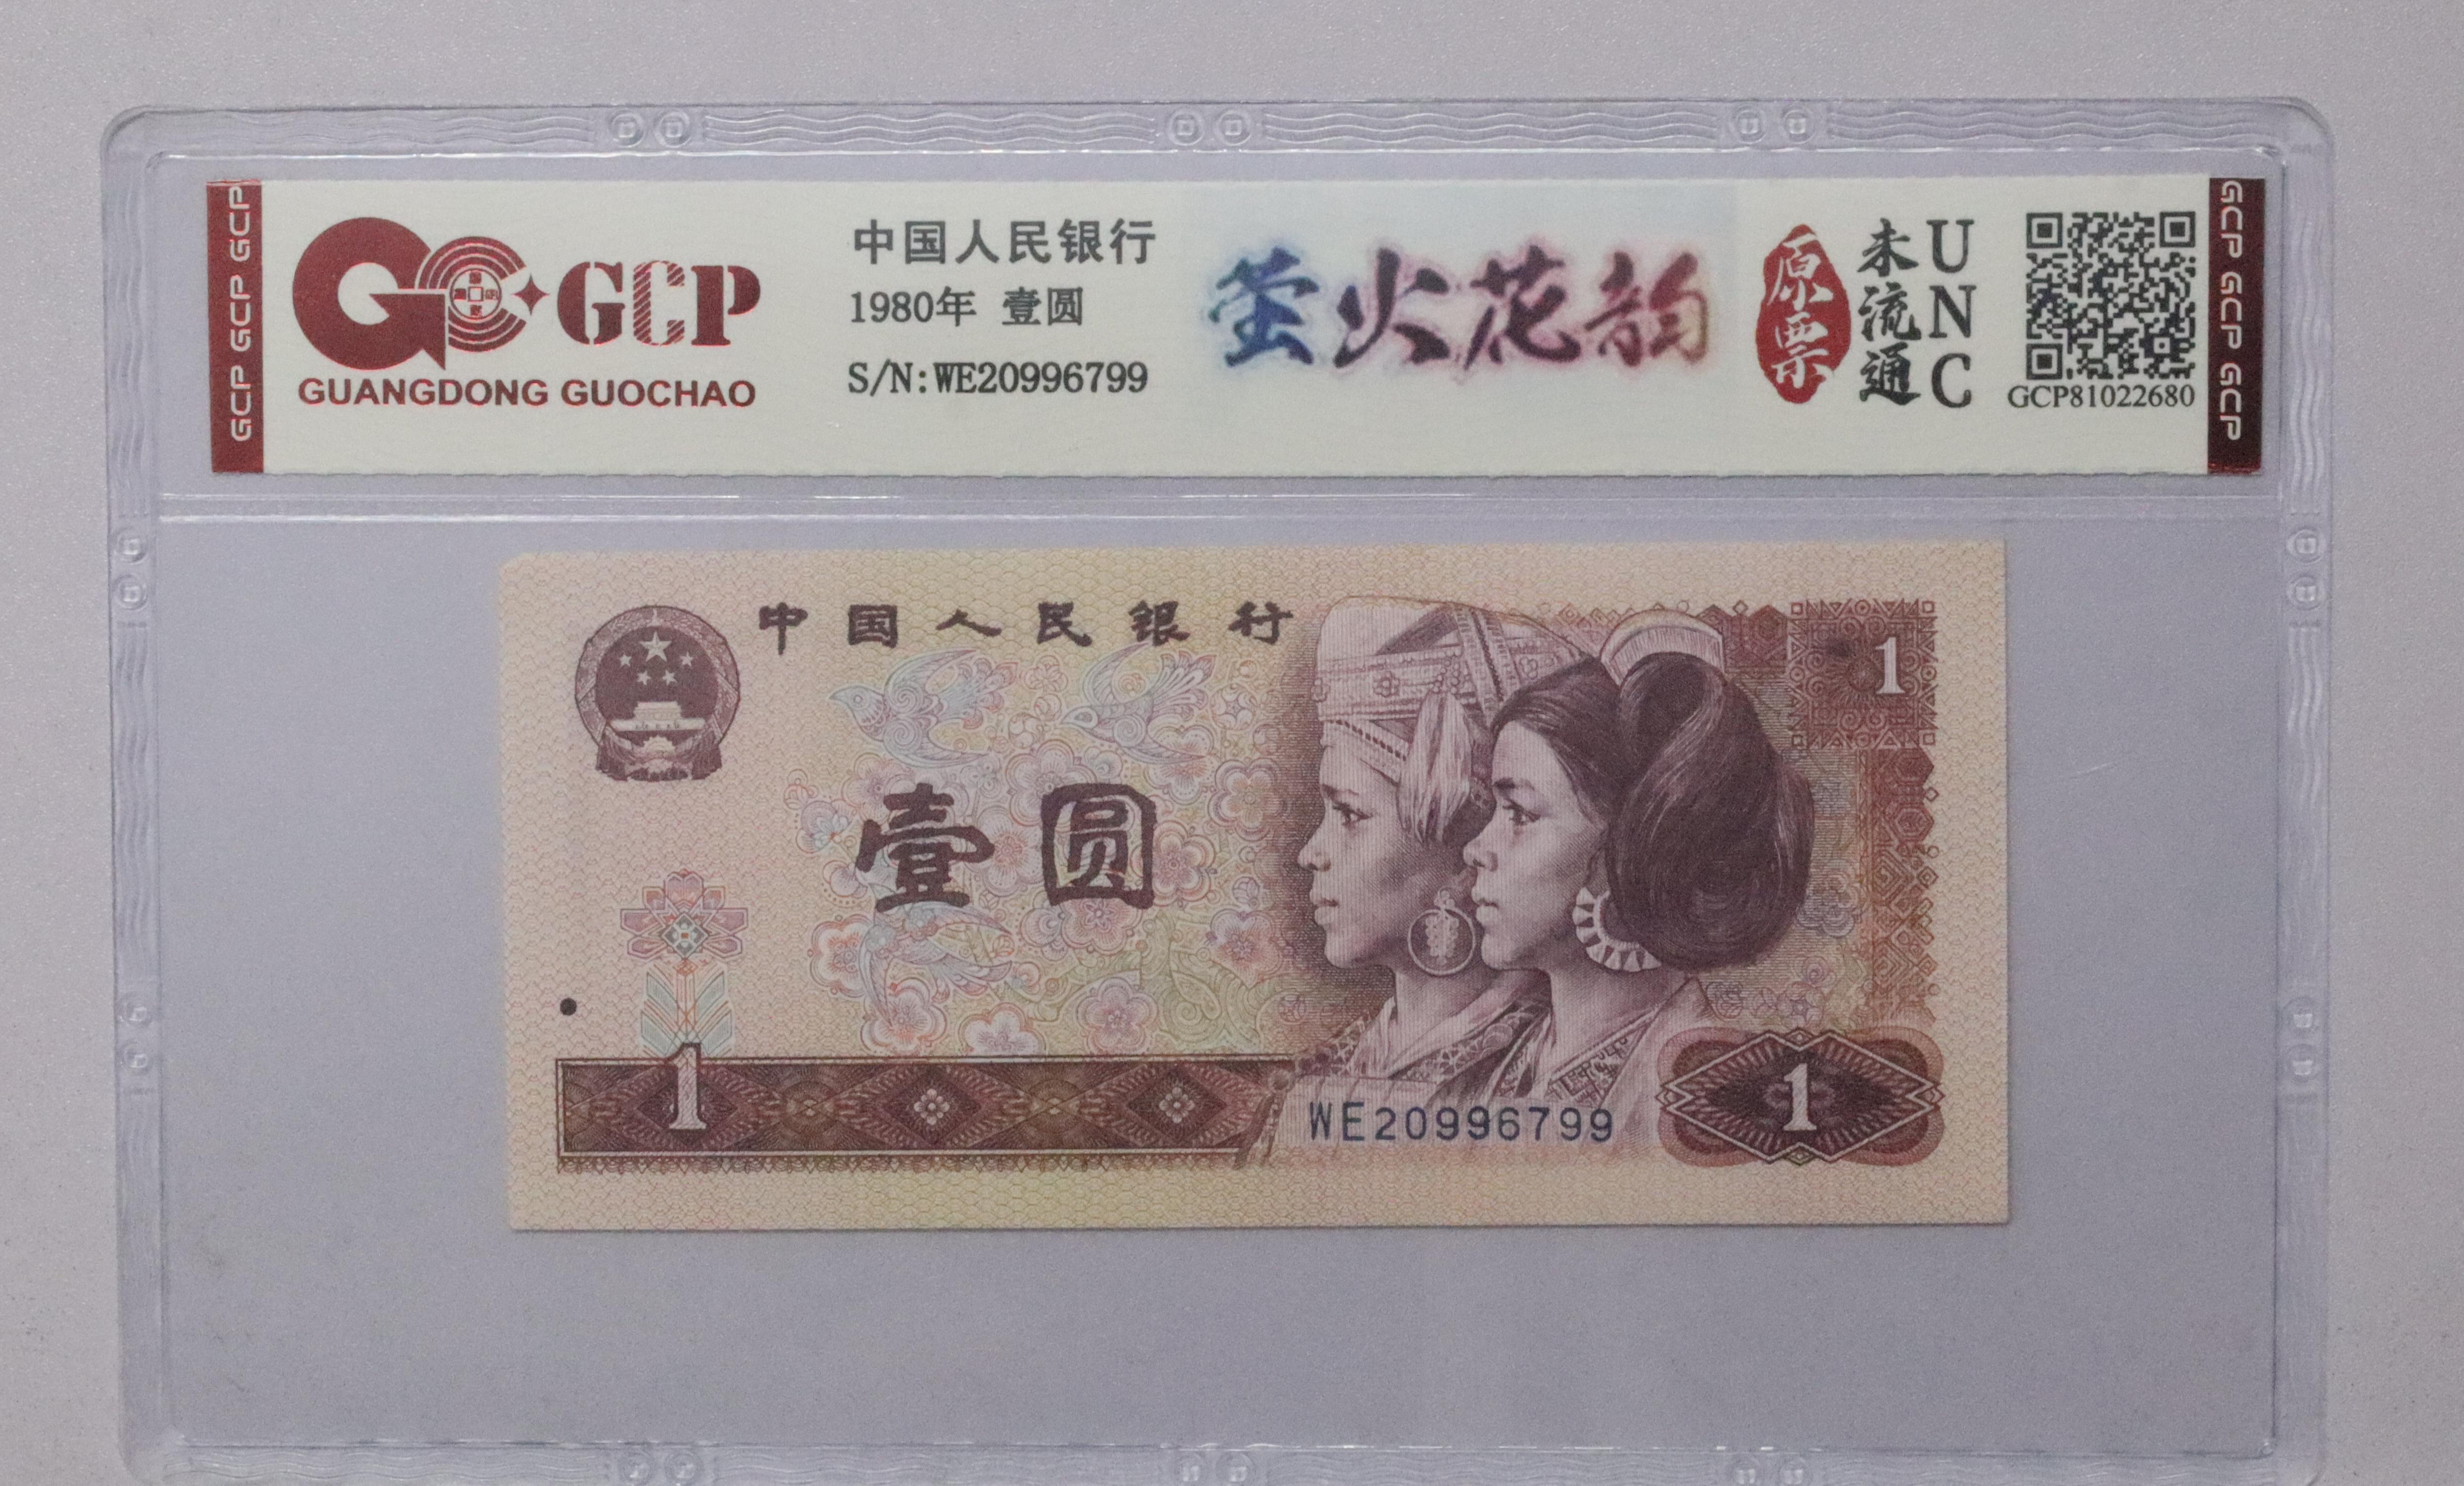 GCP GCP GCP
GCP
GUANGDONG GUOCHAO
中国人民银行
1980年 壹圆
S/N:WE20996799
萤火花韵
原票
未流通
UNC
GCP81022680
GCP GCP GCP
中国人民银行
1
壹圆
1
WE20996799
1